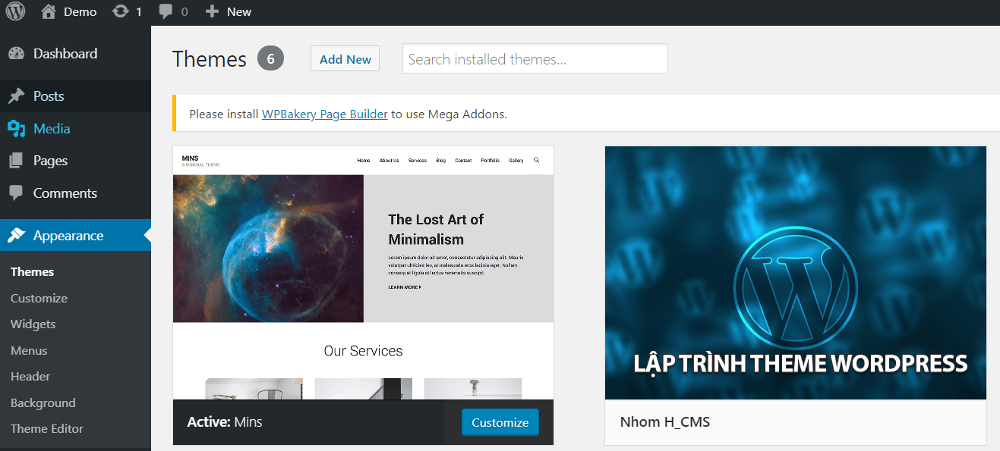 Demo 1 0 New
Dashboard
Posts
Media
Pages
Comments
Appearance
Themes
Customize
Widgets
Menus
Header
Background
Theme Editor
Themes 6 Add New Search installed themes...
Please install WPBakery Page Builder to use Mega Addons.
MINS
A MINIMAL THEME
Home About Us Services Blog Contact Portfolio Gallery
The Lost Art of
Minimalism
Lorem ipsum dolor sit amet, consectetur adipiscing elit. Mauris
volutpat ultricies leo, at malesuada eros lacinia eget. Nullam
consequat ligula at lectus venenatis suscipit.
LEARN MORE
Our Services
Active: Mins Customize
LẬP TRÌNH THEME WORDPRESS
Nhom H_CMS